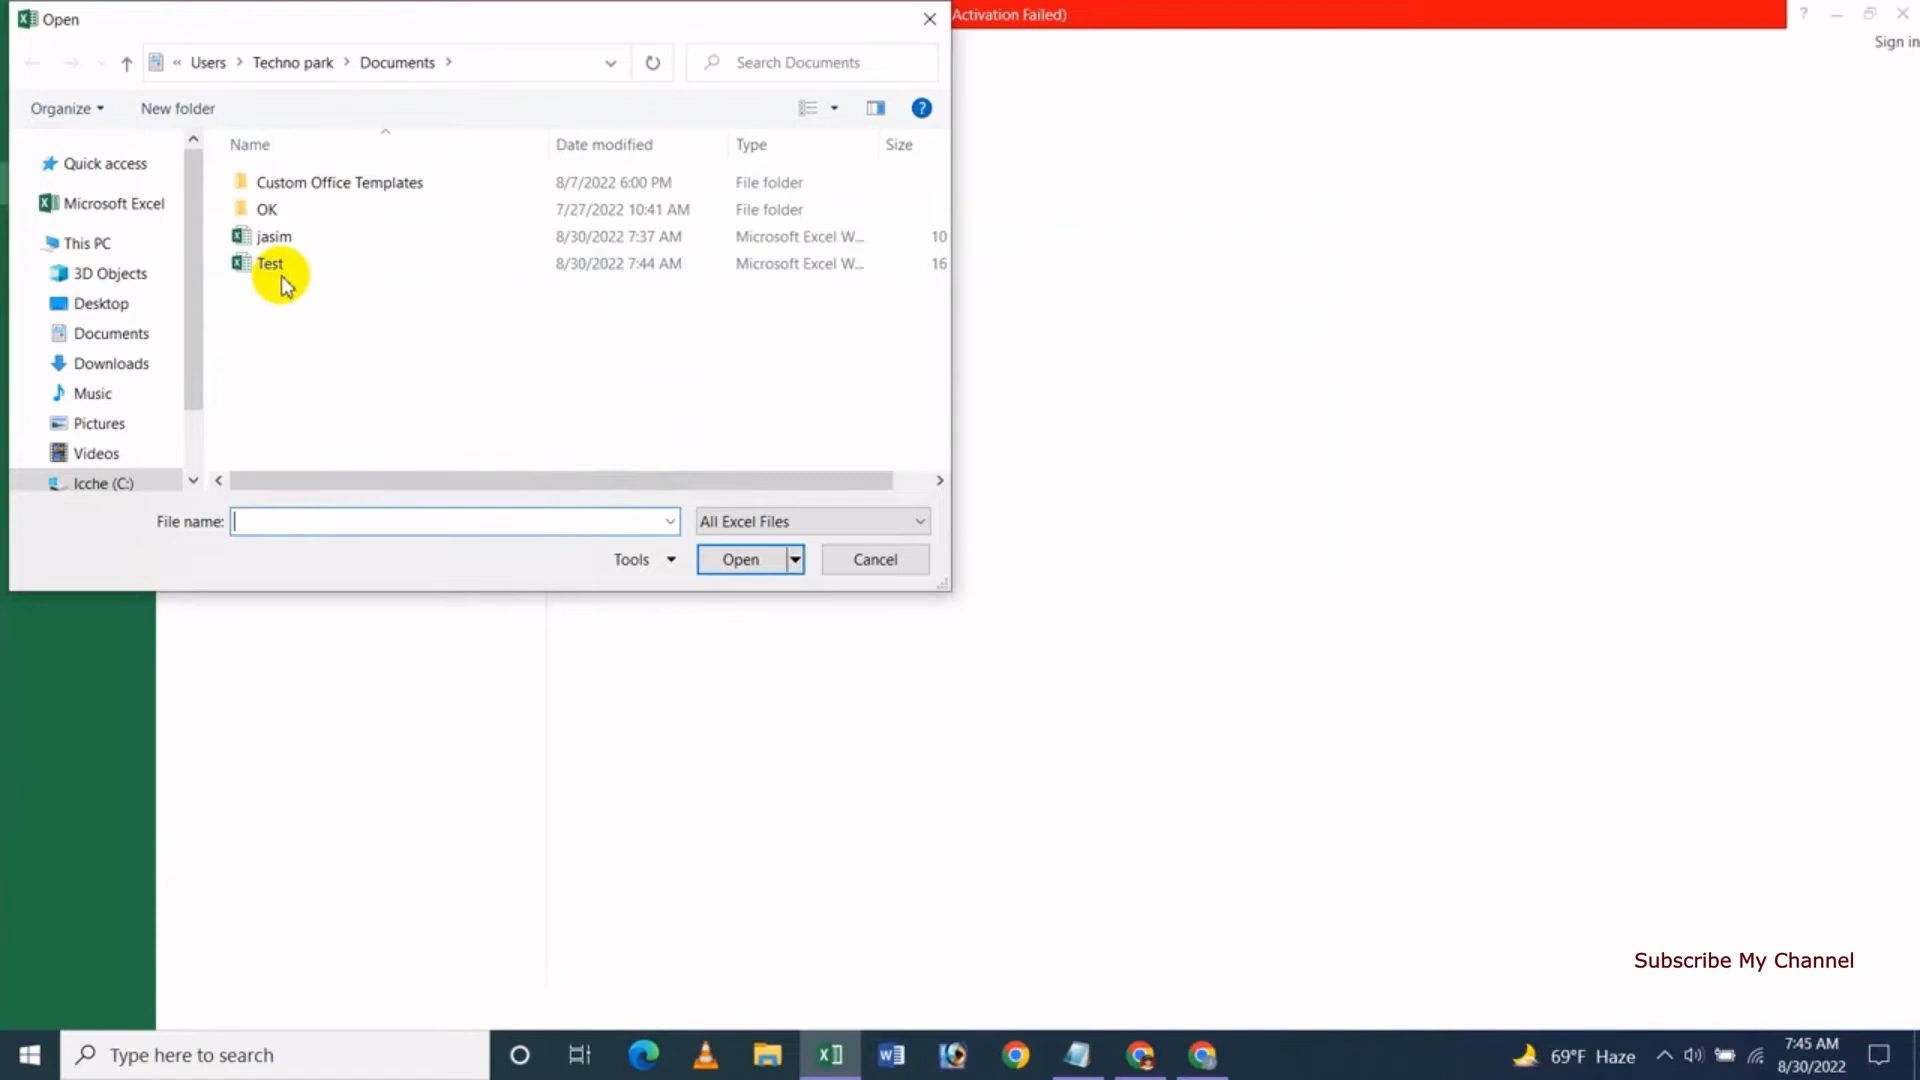 Open
Activation Failed)
Sign in
« Users > Techno park > Documents >
Search Documents
Organize
New folder
Name
Date modified
Type
Size
Quick access
Microsoft Excel
This PC
3D Objects
Desktop
Documents
Downloads
Music
Pictures
Videos
Icche (C:)
Custom Office Templates 8/7/2022 6:00 PM File folder
OK 7/27/2022 10:41 AM File folder
jasim 8/30/2022 7:37 AM Microsoft Excel W... 10
Test 8/30/2022 7:44 AM Microsoft Excel W... 16
File name:
All Excel Files
Tools
Open
Cancel
Subscribe My Channel
Type here to search
69°F Haze
7:45 AM
8/30/2022